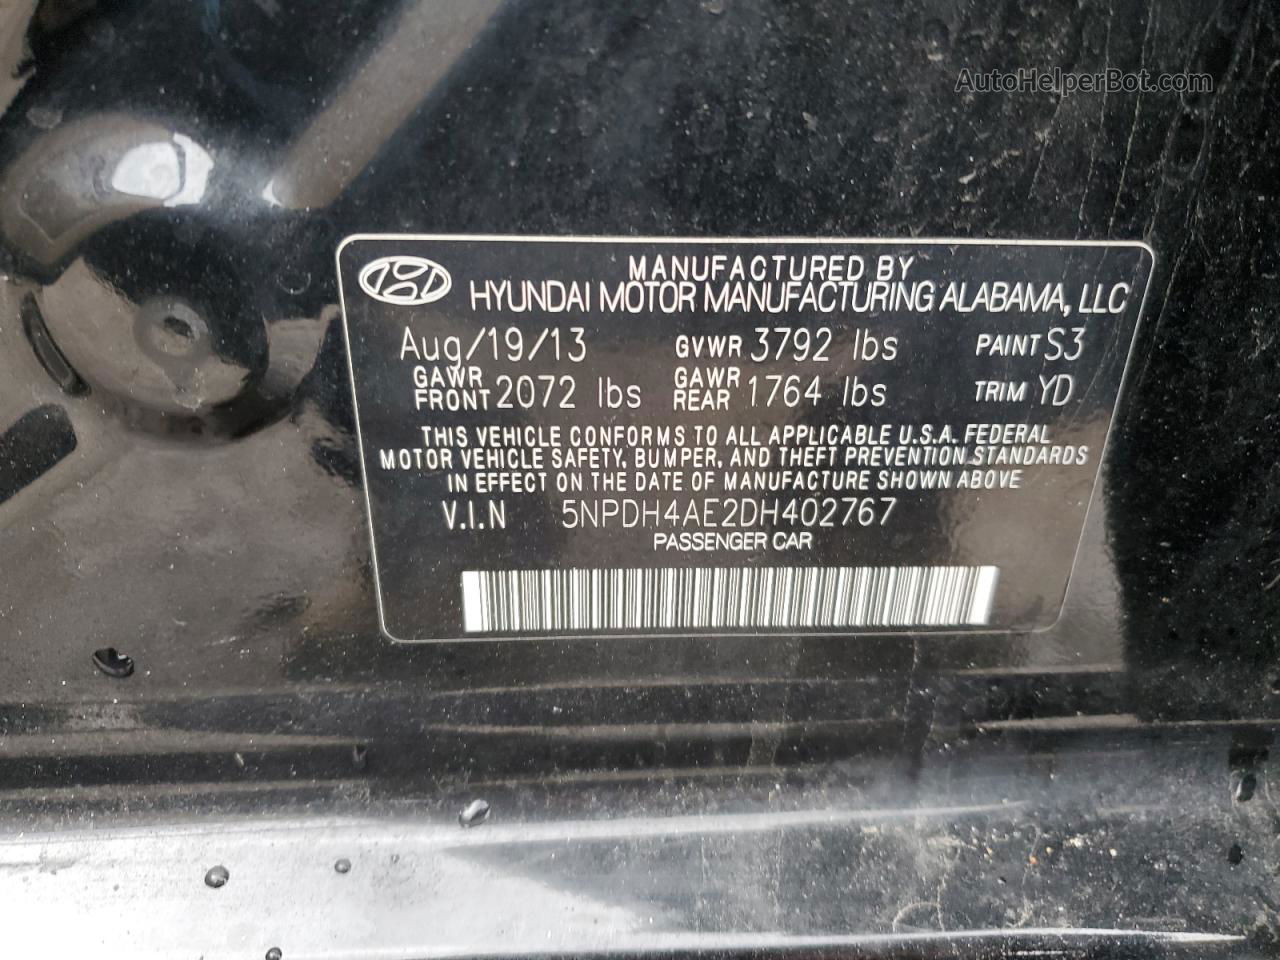 AutoHelperBot.com
MANUFACTURED BY
HYUNDAI MOTOR MANUFACTURING ALABAMA, LLC
Aug/19/13 GVWR 3792 lbs PAINT S3
GAWR FRONT 2072 lbs GAWR REAR 1764 lbs TRIM YD
THIS VEHICLE CONFORMS TO ALL APPLICABLE U.S.A. FEDERAL
MOTOR VEHICLE SAFETY, BUMPER, AND THEFT PREVENTION STANDARDS
IN EFFECT ON THE DATE OF MANUFACTURE SHOWN ABOVE
V.I.N 5NPDH4AE2DH402767
PASSENGER CAR